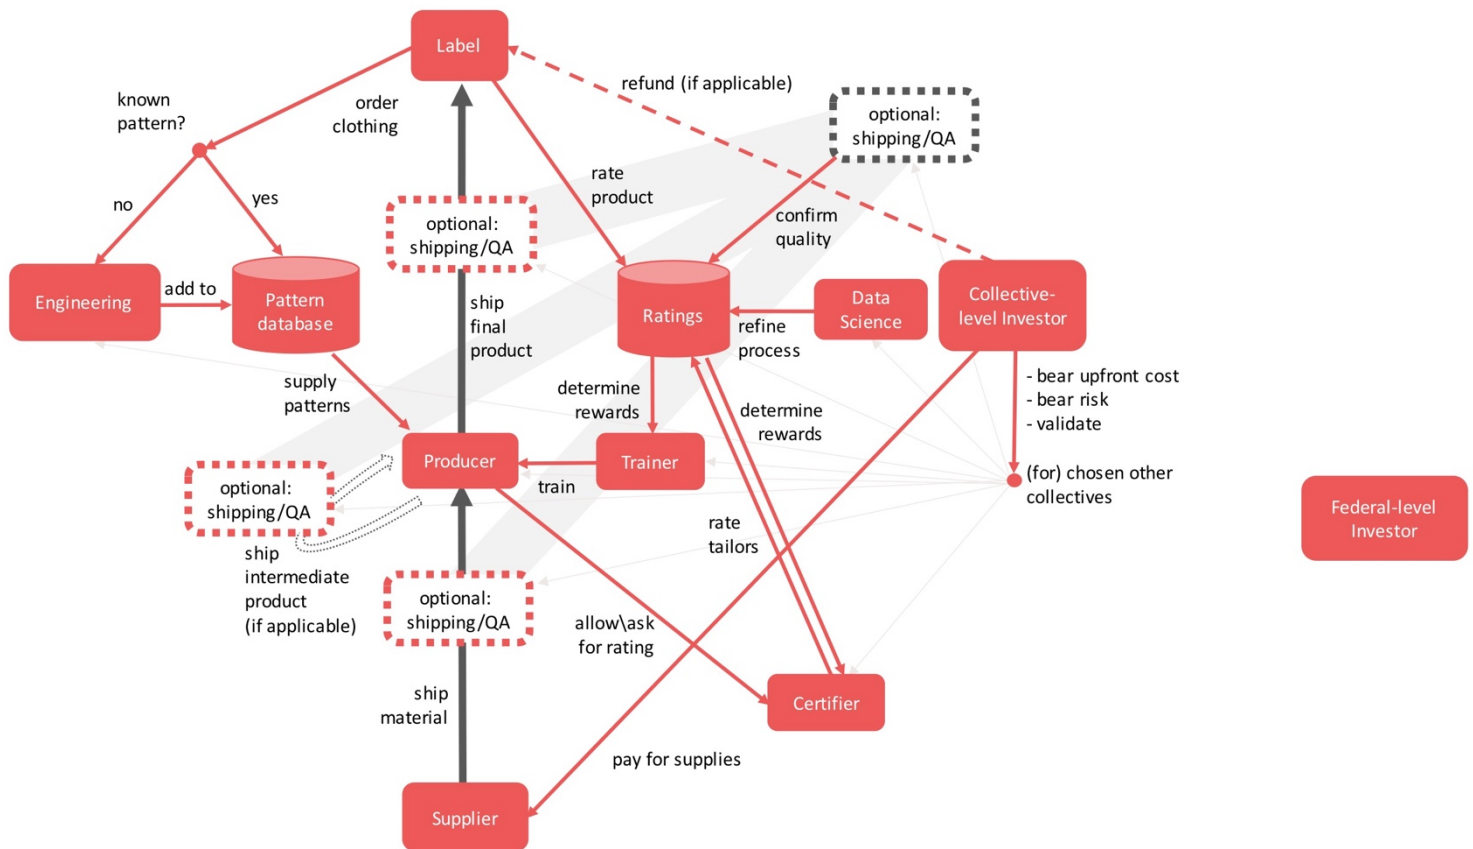 Label
refund (if applicable)
known
pattern?
order
clothing
optional:
shipping/QA
rate
product
no
yes
optional:
shipping/QA
confirm
quality
Engineering
add to
Pattern
database
ship
final
product
Ratings
refine
process
Data
Science
Collective-
level Investor
supply
patterns
determine
rewards
determine
rewards
- bear upfront cost
- bear risk
- validate
Producer
train
Trainer
(for) chosen other
collectives
optional:
shipping/QA
Federal-level
Investor
rate
tailors
ship
intermediate
product
(if applicable)
optional:
shipping/QA
allow\ask
for rating
ship
material
Certifier
pay for supplies
Supplier